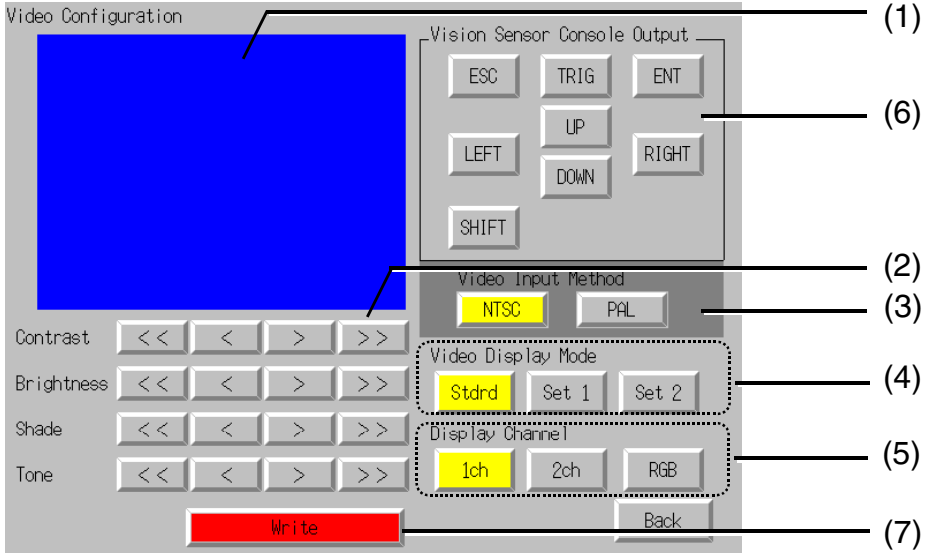 Video Configuration
(1)
Vision Sensor Console Output
ESC TRIG ENT
(6)
UP
LEFT RIGHT
DOWN
SHIFT
(2)
Video Input Method
NTSC PAL
(3)
Contrast << < > >>
Video Display Mode
(4)
Brightness << < > >>
Stdrd Set 1 Set 2
Shade << < > >>
Display Channel
(5)
Tone << < > >>
1ch 2ch RGB
Write
Back
(7)